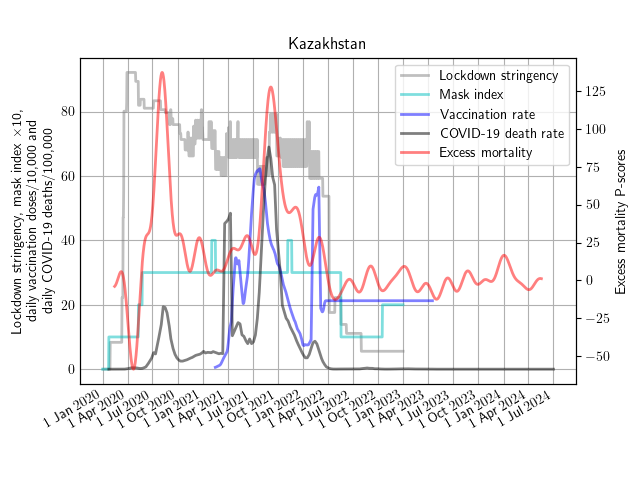 Kazakhstan
Lockdown stringency, mask index ×10,
daily vaccination doses/10,000 and
daily COVID-19 deaths/100,000
80
60
40
20
0
Lockdown stringency
Mask index
Vaccination rate
COVID-19 death rate
Excess mortality
125
100
75
50
25
0
−25
−50
Excess mortality P-scores
1 Jan 2020
1 Apr 2020
1 Jul 2020
1 Oct 2020
1 Jan 2021
1 Apr 2021
1 Jul 2021
1 Oct 2021
1 Jan 2022
1 Apr 2022
1 Jul 2022
1 Oct 2022
1 Jan 2023
1 Apr 2023
1 Jul 2023
1 Oct 2023
1 Jan 2024
1 Apr 2024
1 Jul 2024